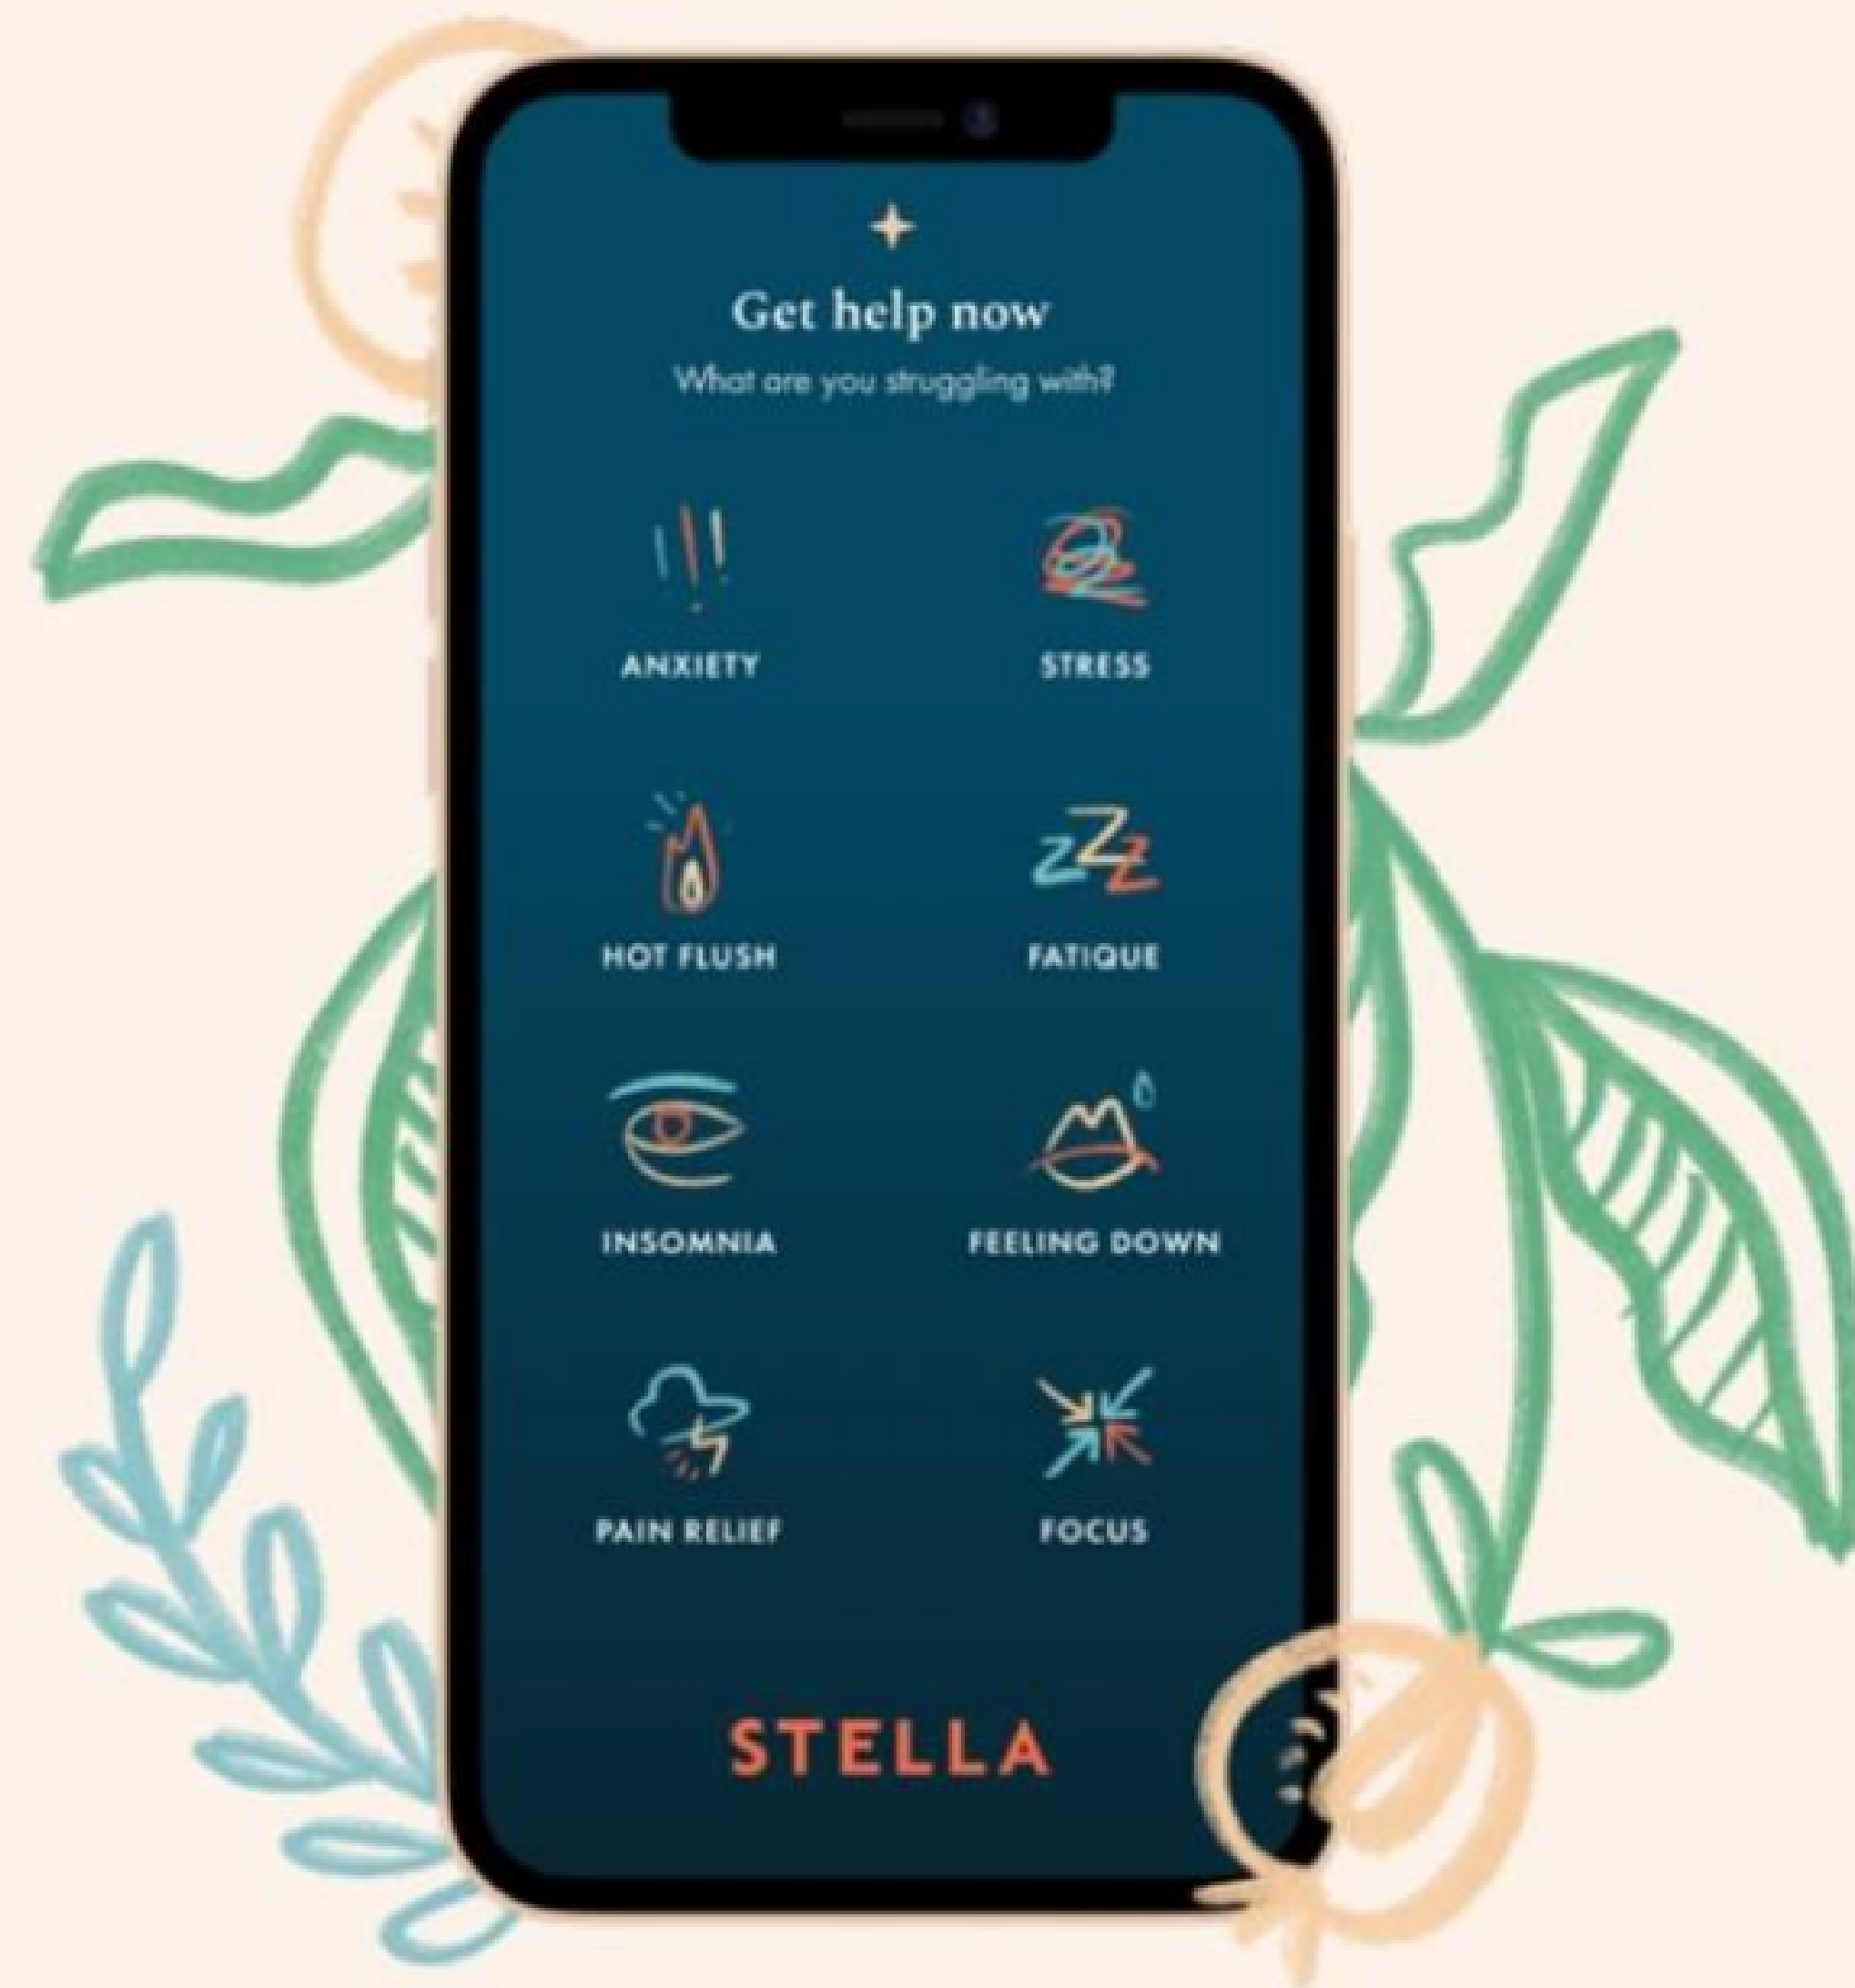 Get help now
What are you struggling with?
ANXIETY
STRESS
HOT FLUSH
FATIQUE
INSOMNIA
FEELING DOWN
PAIN RELIEF
FOCUS
STELLA